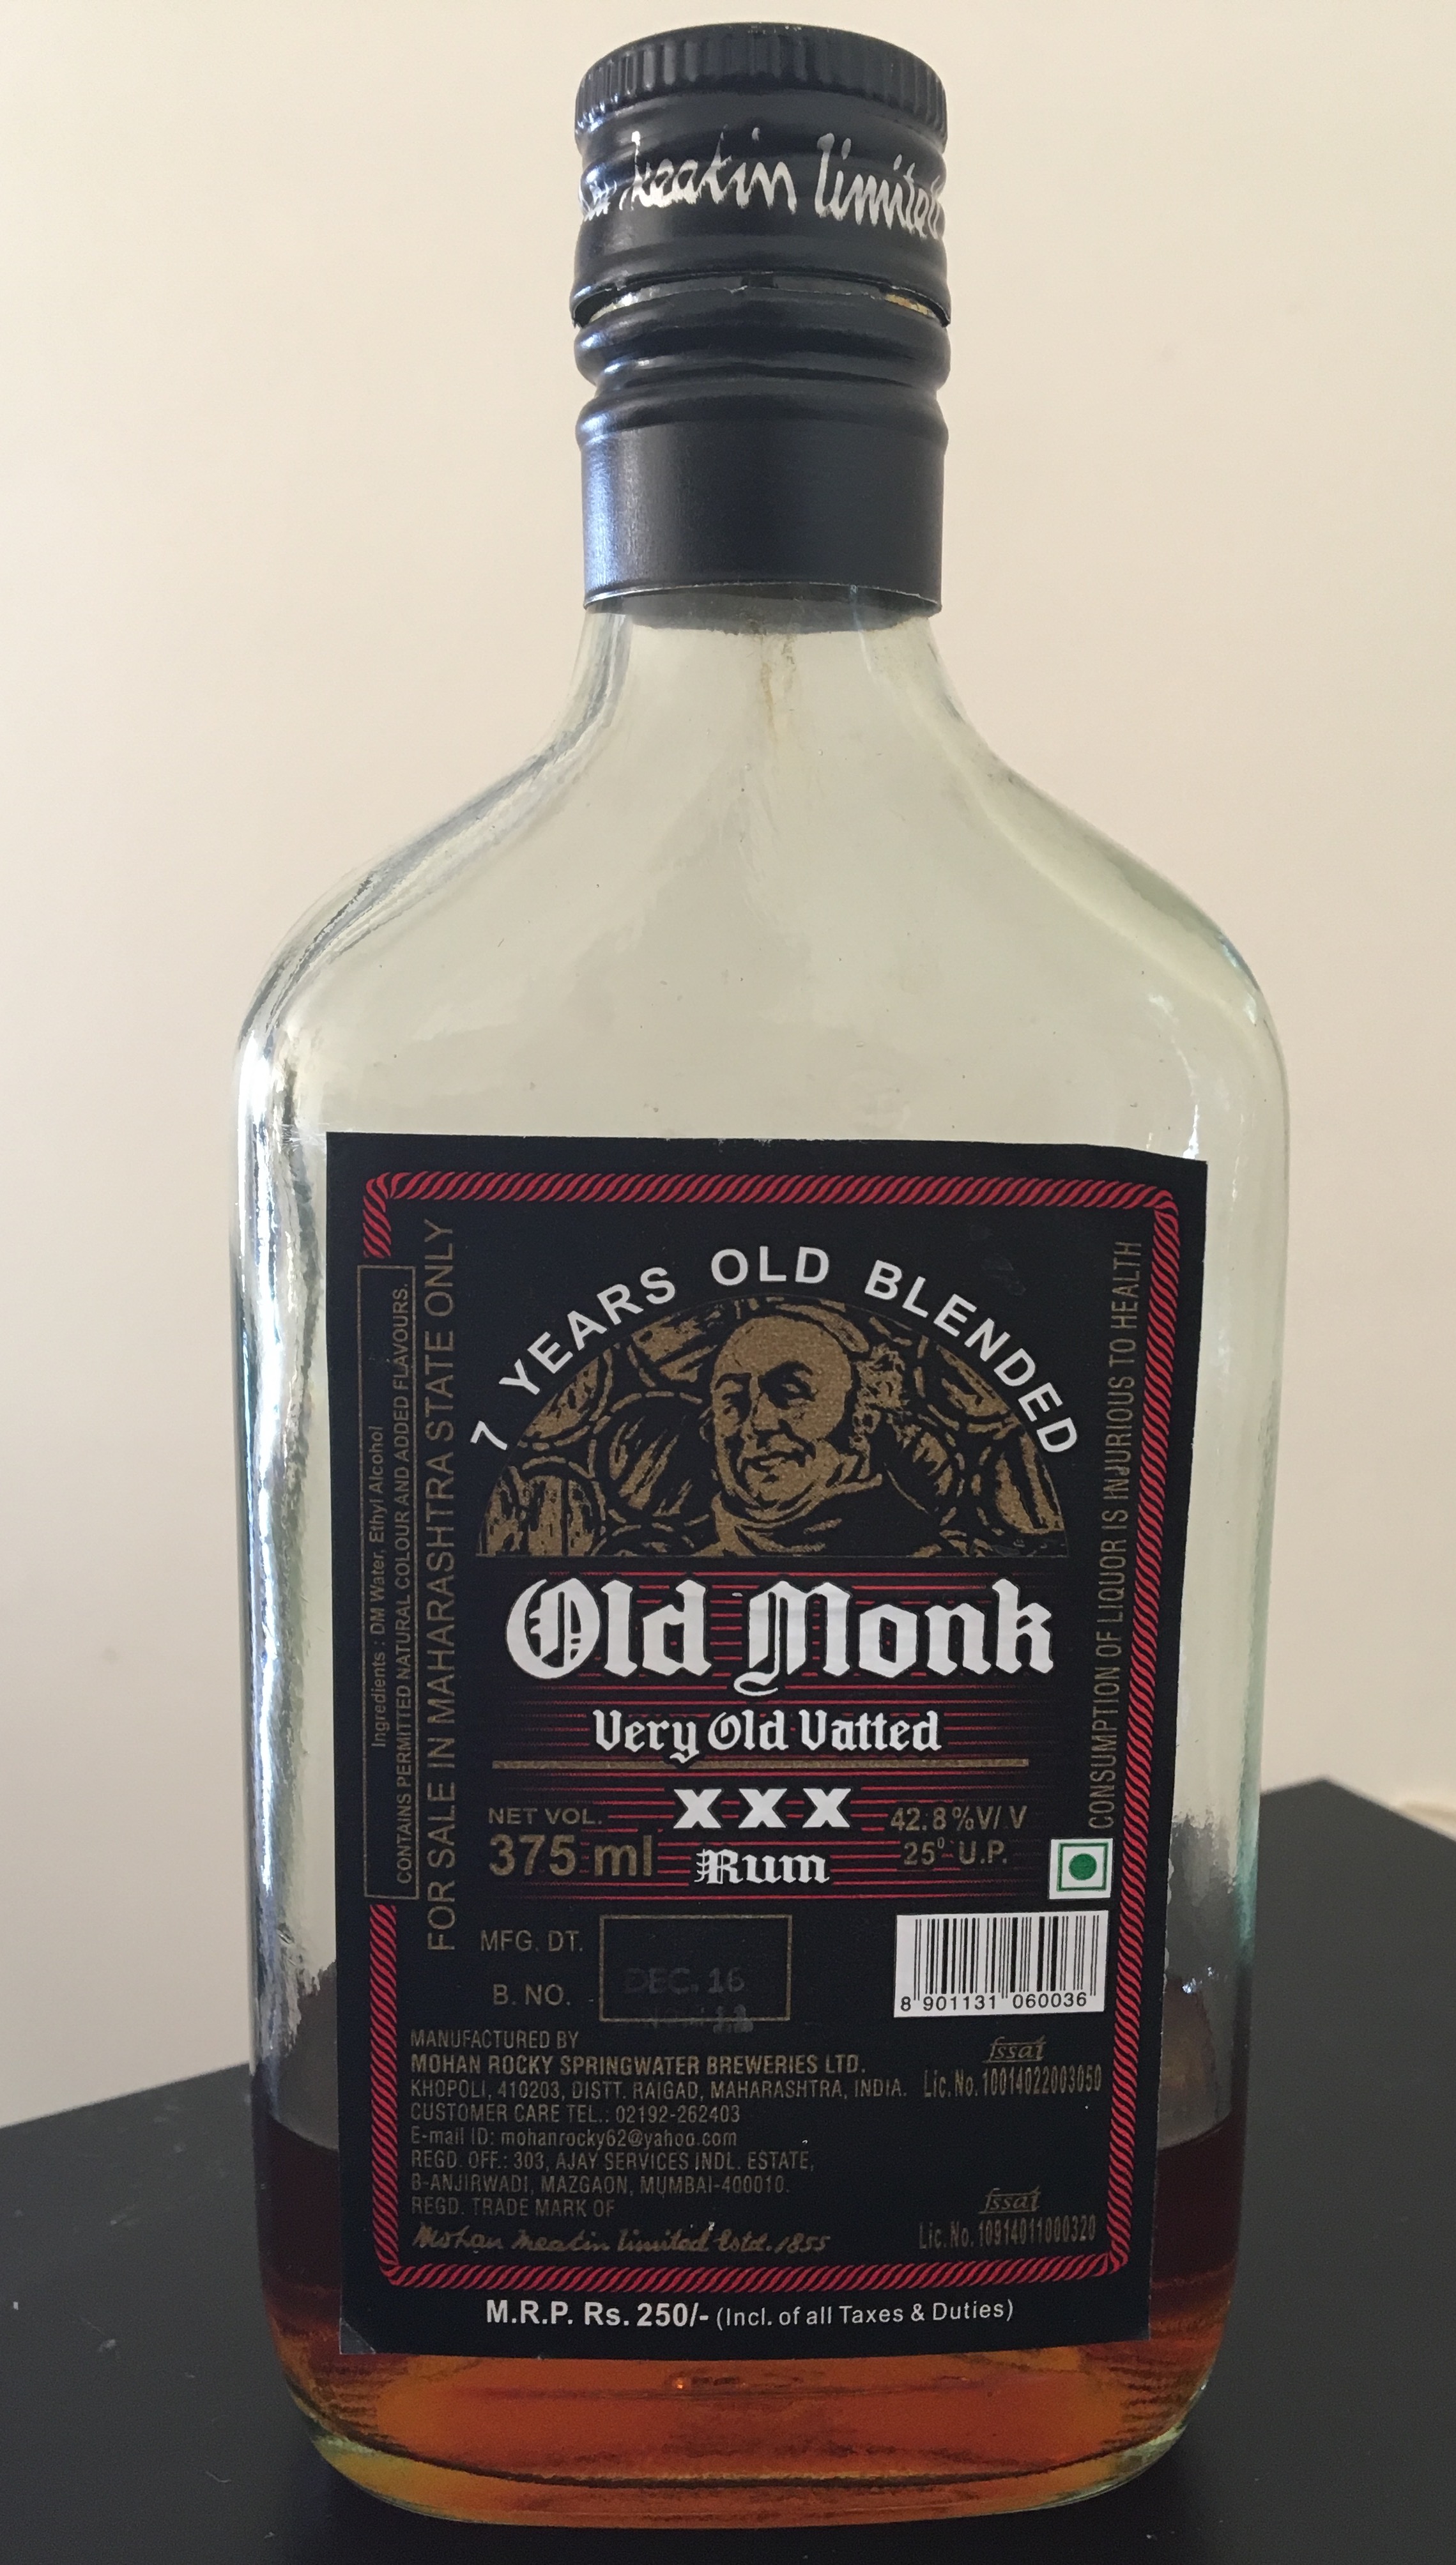 meakin limited
7 YEARS OLD BLENDED
Old Monk
Very Old Vatted
XXX
Rum
NET VOL.
375 ml
42.8%V/V
25° U.P.
Ingredients : DM Water, Ethyl Alcohol
CONTAINS PERMITTED NATURAL COLOUR AND ADDED FLAVOURS.
FOR SALE IN MAHARASHTRA STATE ONLY
CONSUMPTION OF LIQUOR IS INJURIOUS TO HEALTH
MFG. DT.
DEC. 16
B. NO.
8 901131 060036
MANUFACTURED BY
MOHAN ROCKY SPRINGWATER BREWERIES LTD.
KHOPOLI, 410203, DISTT. RAIGAD, MAHARASHTRA, INDIA.
CUSTOMER CARE TEL.: 02192-262403
E-mail ID: mohanrocky62@yahoo.com
REGD. OFF.: 303, AJAY SERVICES INDL. ESTATE,
B-ANJIRWADI, MAZGAON, MUMBAI-400010.
REGD. TRADE MARK OF
Mohan Meakin limited Estd. 1855
fssai
Lic. No. 10014022003050
fssai
Lic. No. 10914011000320
M.R.P. Rs. 250/- (Incl. of all Taxes & Duties)